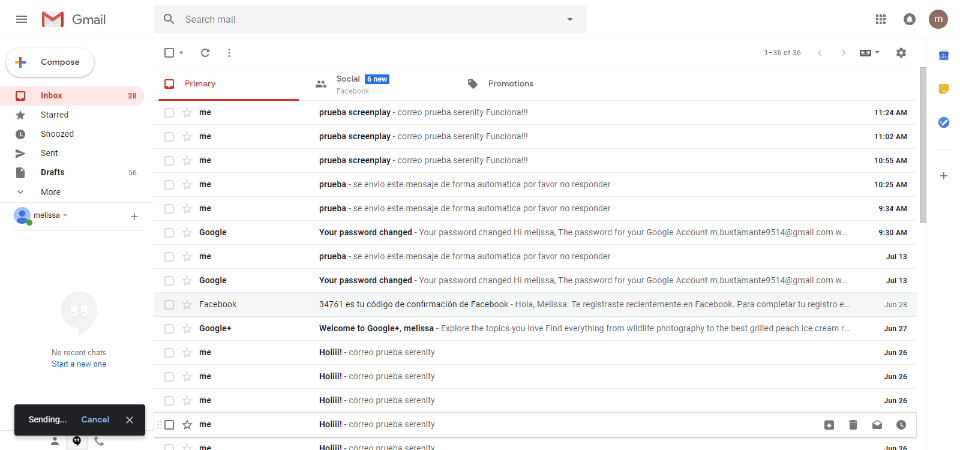 Gmail
Search mail
m
Compose
1–36 of 36
31
Inbox 28
Starred
Snoozed
Sent
Drafts 56
More
melissa
No recent chats
Start a new one
Sending... Cancel
Primary
Social 6 new
Facebook
Promotions
me prueba screenplay - correo prueba serenity Funciona!!! 11:24 AM
me prueba screenplay - correo prueba serenity Funciona!!! 11:02 AM
me prueba screenplay - correo prueba serenity Funciona!!! 10:55 AM
me prueba - se envio este mensaje de forma automatica por favor no responder 10:25 AM
me prueba - se envio este mensaje de forma automatica por favor no responder 9:34 AM
Google Your password changed - Your password changed Hi melissa, The password for your Google Account m.bustamante9514@gmail.com w... 9:30 AM
me prueba - se envio este mensaje de forma automatica por favor no responder Jul 13
Google Your password changed - Your password changed Hi melissa, The password for your Google Account m.bustamante9514@gmail.com w... Jul 13
Facebook 34761 es tu código de confirmación de Facebook - Hola, Melissa: Te registraste recientemente en Facebook. Para completar tu registro e... Jun 28
Google+ Welcome to Google+, melissa - Explore the topics you love Find everything from wildlife photography to the best grilled peach ice cream r... Jun 27
me Holiii! - correo prueba serenity Jun 26
me Holiii! - correo prueba serenity Jun 26
me Holiii! - correo prueba serenity Jun 26
me Holiii! - correo prueba serenity
me Holiii! - correo prueba serenity Jun 26